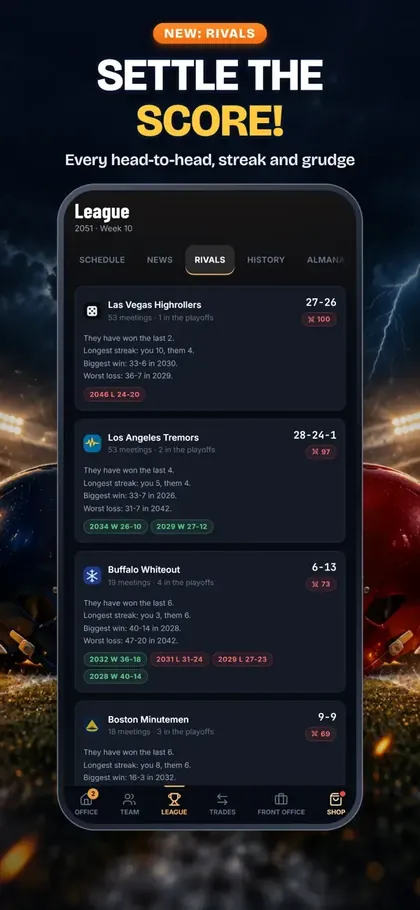 NEW: RIVALS
SETTLE THE
SCORE!
Every head-to-head, streak and grudge
League
2051 · Week 10
SCHEDULE NEWS RIVALS HISTORY ALMANA
Las Vegas Highrollers 27-26
53 meetings · 1 in the playoffs 100
They have won the last 2.
Longest streak: you 10, them 4.
Biggest win: 33-6 in 2030.
Worst loss: 36-7 in 2029.
2046 L 24-20
Los Angeles Tremors 28-24-1
53 meetings · 2 in the playoffs 97
They have won the last 4.
Longest streak: you 5, them 4.
Biggest win: 33-7 in 2026.
Worst loss: 31-7 in 2042.
2034 W 26-10 2029 W 27-12
Buffalo Whiteout 6-13
19 meetings · 4 in the playoffs 73
They have won the last 6.
Longest streak: you 3, them 6.
Biggest win: 40-14 in 2028.
Worst loss: 47-20 in 2042.
2032 W 36-18 2031 L 31-24 2029 L 27-23
2028 W 40-14
Boston Minutemen 9-9
18 meetings · 3 in the playoffs 69
They have won the last 6.
Longest streak: you 8, them 6.
Biggest win: 16-3 in 2032.
2
OFFICE TEAM LEAGUE TRADES FRONT OFFICE SHOP